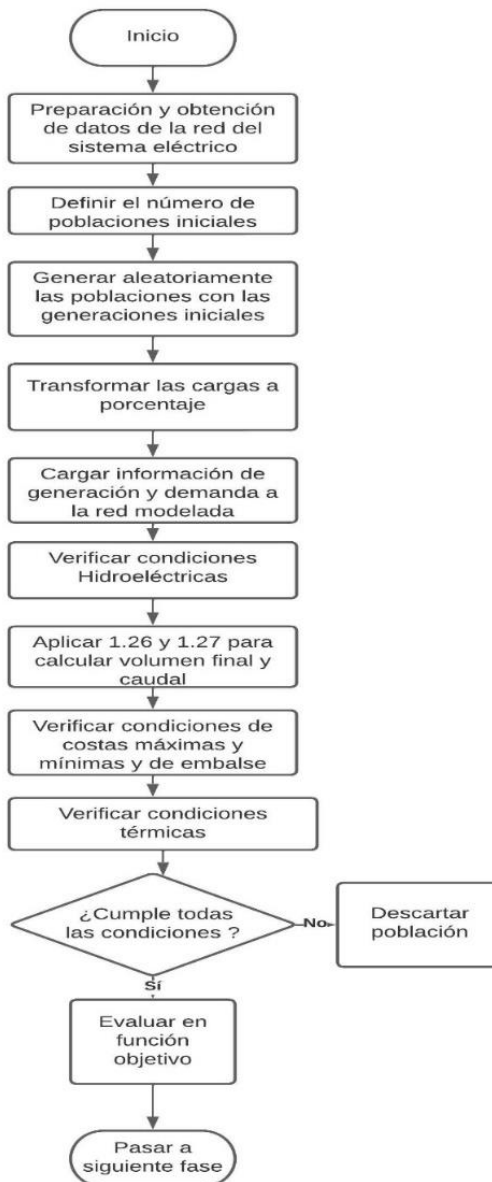 Inicio
Preparación y obtención
de datos de la red del
sistema eléctrico
Definir el número de
poblaciones iniciales
Generar aleatoriamente
las poblaciones con las
generaciones iniciales
Transformar las cargas a
porcentaje
Cargar información de
generación y demanda a
la red modelada
Verificar condiciones
Hidroeléctricas
Aplicar 1.26 y 1.27 para
calcular volumen final y
caudal
Verificar condiciones de
costas máximas y
mínimas y de embalse
Verificar condiciones
térmicas
¿Cumple todas
las condiciones ?
No
Descartar
población
Sí
Evaluar en
función
objetivo
Pasar a
siguiente fase